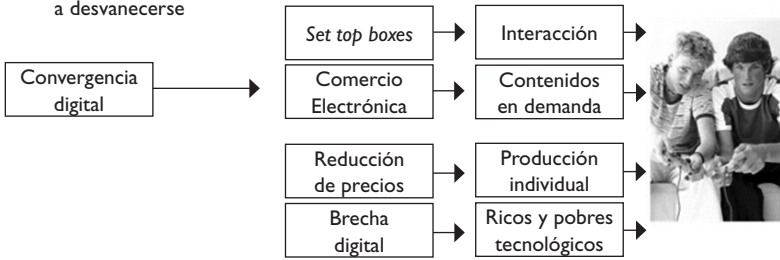 a desvanecerse
Set top boxes
Interacción
Convergencia
digital
Comercio
Electrónica
Contenidos
en demanda
Reducción
de precios
Producción
individual
Brecha
digital
Ricos y pobres
tecnológicos